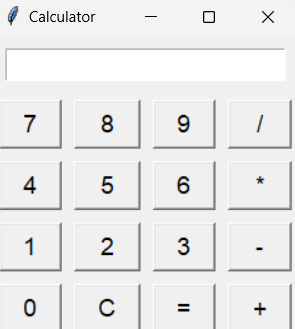 Calculator
7 8 9 /
4 5 6 *
1 2 3 -
0 C = +